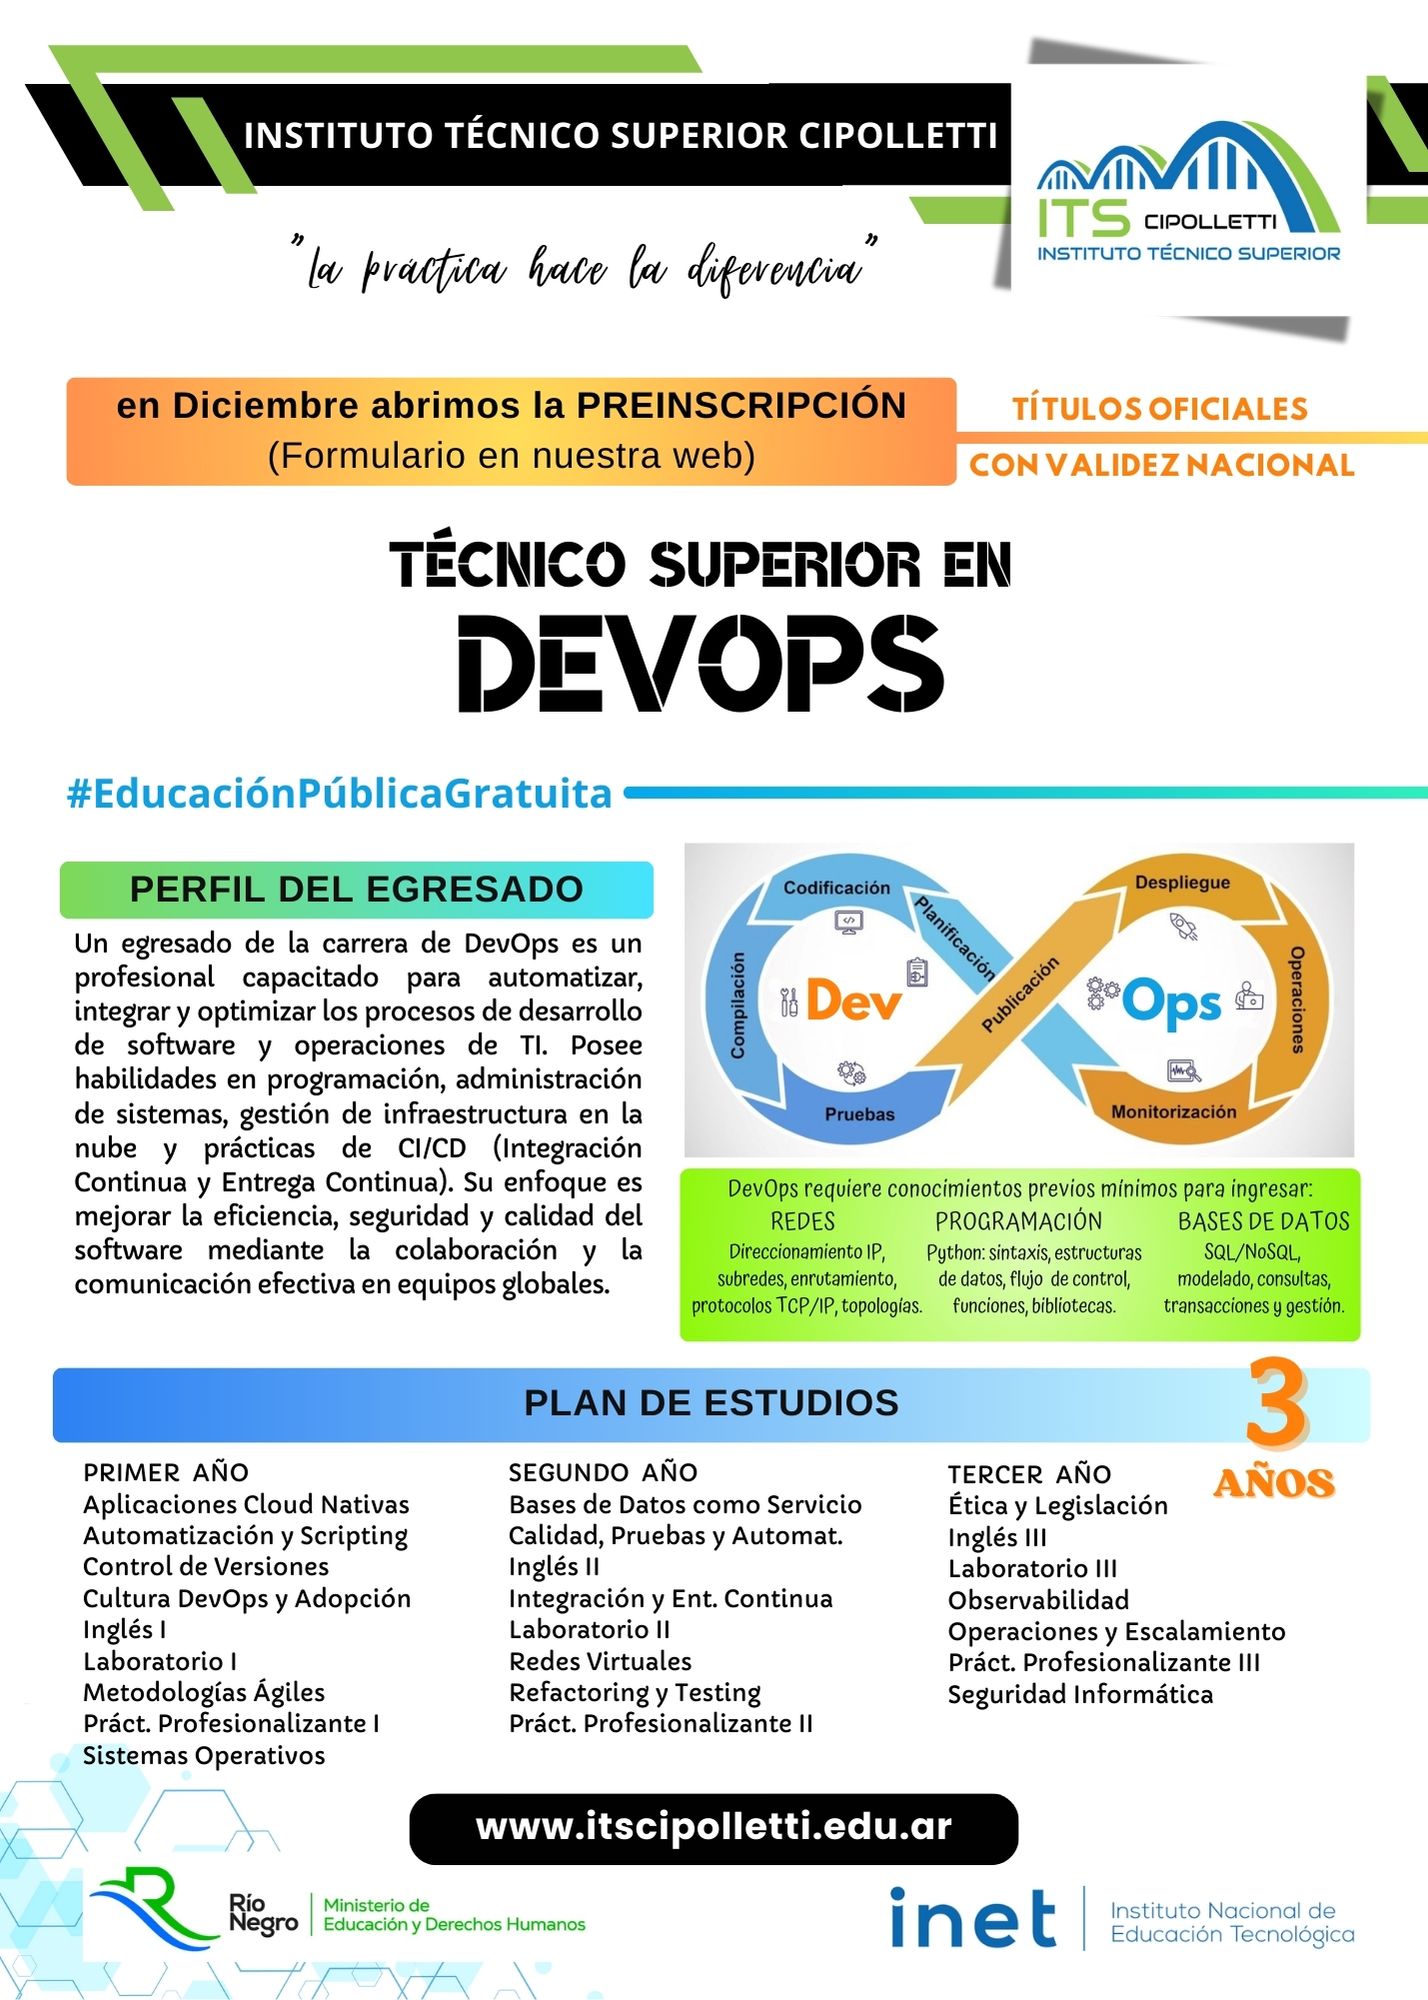 INSTITUTO TÉCNICO SUPERIOR CIPOLLETTI
ITS CIPOLLETTI
INSTITUTO TÉCNICO SUPERIOR
"La práctica hace la diferencia"
en Diciembre abrimos la PREINSCRIPCIÓN
(Formulario en nuestra web)
TÍTULOS OFICIALES
CON VALIDEZ NACIONAL
TÉCNICO SUPERIOR EN
DEVOPS
#EducaciónPúblicaGratuita
PERFIL DEL EGRESADO
Un egresado de la carrera de DevOps es un
profesional capacitado para automatizar,
integrar y optimizar los procesos de desarrollo
de software y operaciones de TI. Posee
habilidades en programación, administración
de sistemas, gestión de infraestructura en la
nube y prácticas de CI/CD (Integración
Continua y Entrega Continua). Su enfoque es
mejorar la eficiencia, seguridad y calidad del
software mediante la colaboración y la
comunicación efectiva en equipos globales.
Codificación
Planificación
Compilación
Dev
Pruebas
Publicación
Despliegue
Operaciones
Ops
Monitorización
DevOps requiere conocimientos previos mínimos para ingresar:
REDES
Direccionamiento IP,
subredes, enrutamiento,
protocolos TCP/IP, topologías.
PROGRAMACIÓN
Python: sintaxis, estructuras
de datos, flujo de control,
funciones, bibliotecas.
BASES DE DATOS
SQL/NoSQL,
modelado, consultas,
transacciones y gestión.
PLAN DE ESTUDIOS
3
AÑOS
PRIMER AÑO
Aplicaciones Cloud Nativas
Automatización y Scripting
Control de Versiones
Cultura DevOps y Adopción
Inglés I
Laboratorio I
Metodologías Ágiles
Práct. Profesionalizante I
Sistemas Operativos
SEGUNDO AÑO
Bases de Datos como Servicio
Calidad, Pruebas y Automat.
Inglés II
Integración y Ent. Continua
Laboratorio II
Redes Virtuales
Refactoring y Testing
Práct. Profesionalizante II
TERCER AÑO
Ética y Legislación
Inglés III
Laboratorio III
Observabilidad
Operaciones y Escalamiento
Práct. Profesionalizante III
Seguridad Informática
www.itscipolletti.edu.ar
Río
Negro
Ministerio de
Educación y Derechos Humanos
inet
Instituto Nacional de
Educación Tecnológica